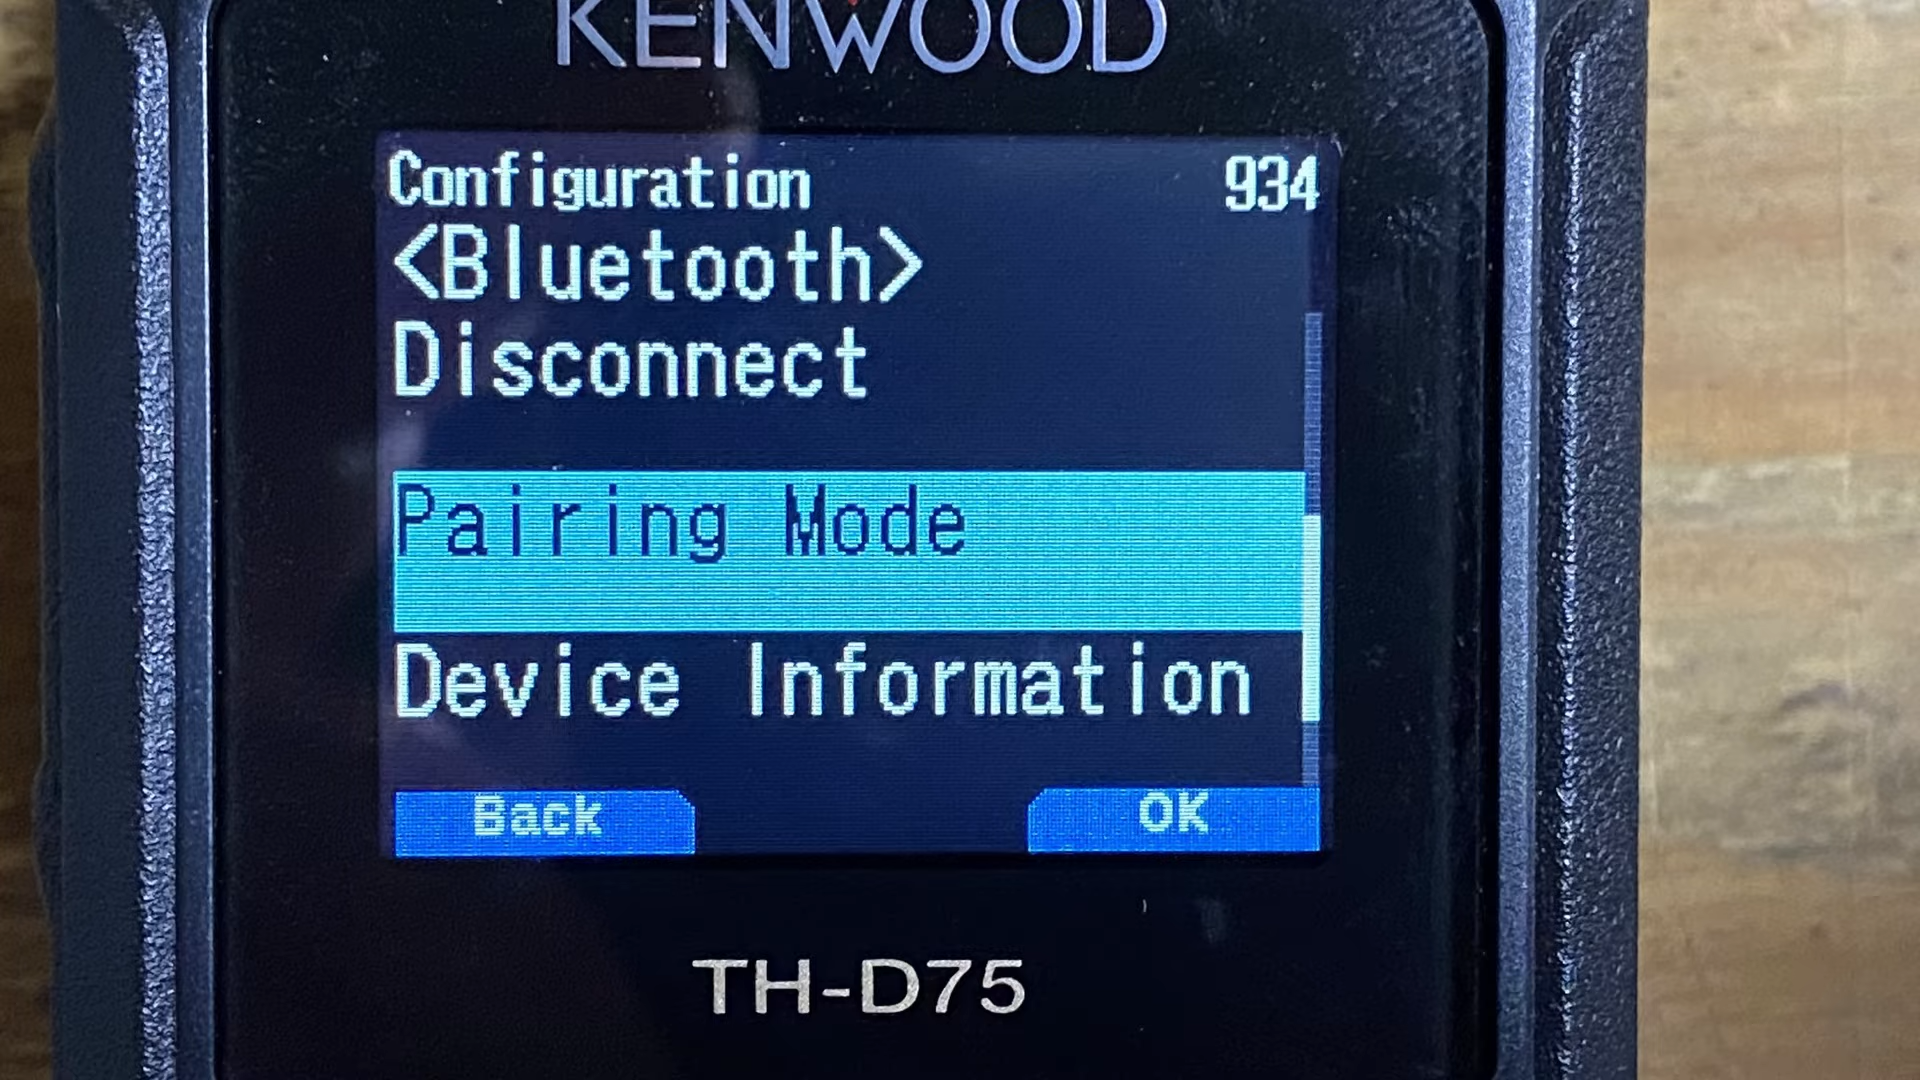 KENWOOD
Configuration 934
<Bluetooth>
Disconnect
Pairing Mode
Device Information
Back OK
TH-D75